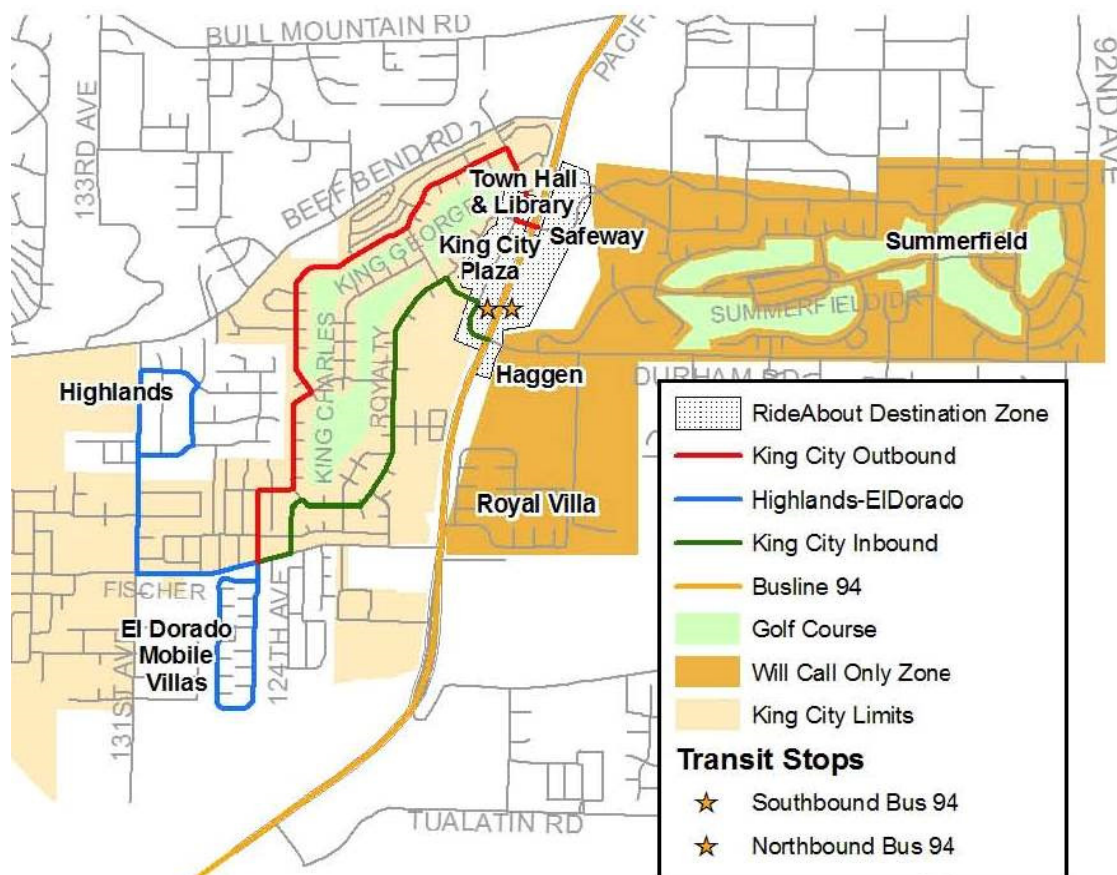 BULL MOUNTAIN RD
PACIFIC
92ND AVE
133RD AVE
BEEF BEND RD
Town Hall
& Library
KING GEORGE
King City
Plaza
Safeway
Summerfield
SUMMERFIELD DR
Highlands
KING CHARLES
ROYALTY
Haggen
DURHAM RD
Royal Villa
FISCHER
El Dorado
Mobile
Villas
131ST AVE
124TH AVE
TUALATIN RD
RideAbout Destination Zone
King City Outbound
Highlands-ElDorado
King City Inbound
Busline 94
Golf Course
Will Call Only Zone
King City Limits
Transit Stops
Southbound Bus 94
Northbound Bus 94